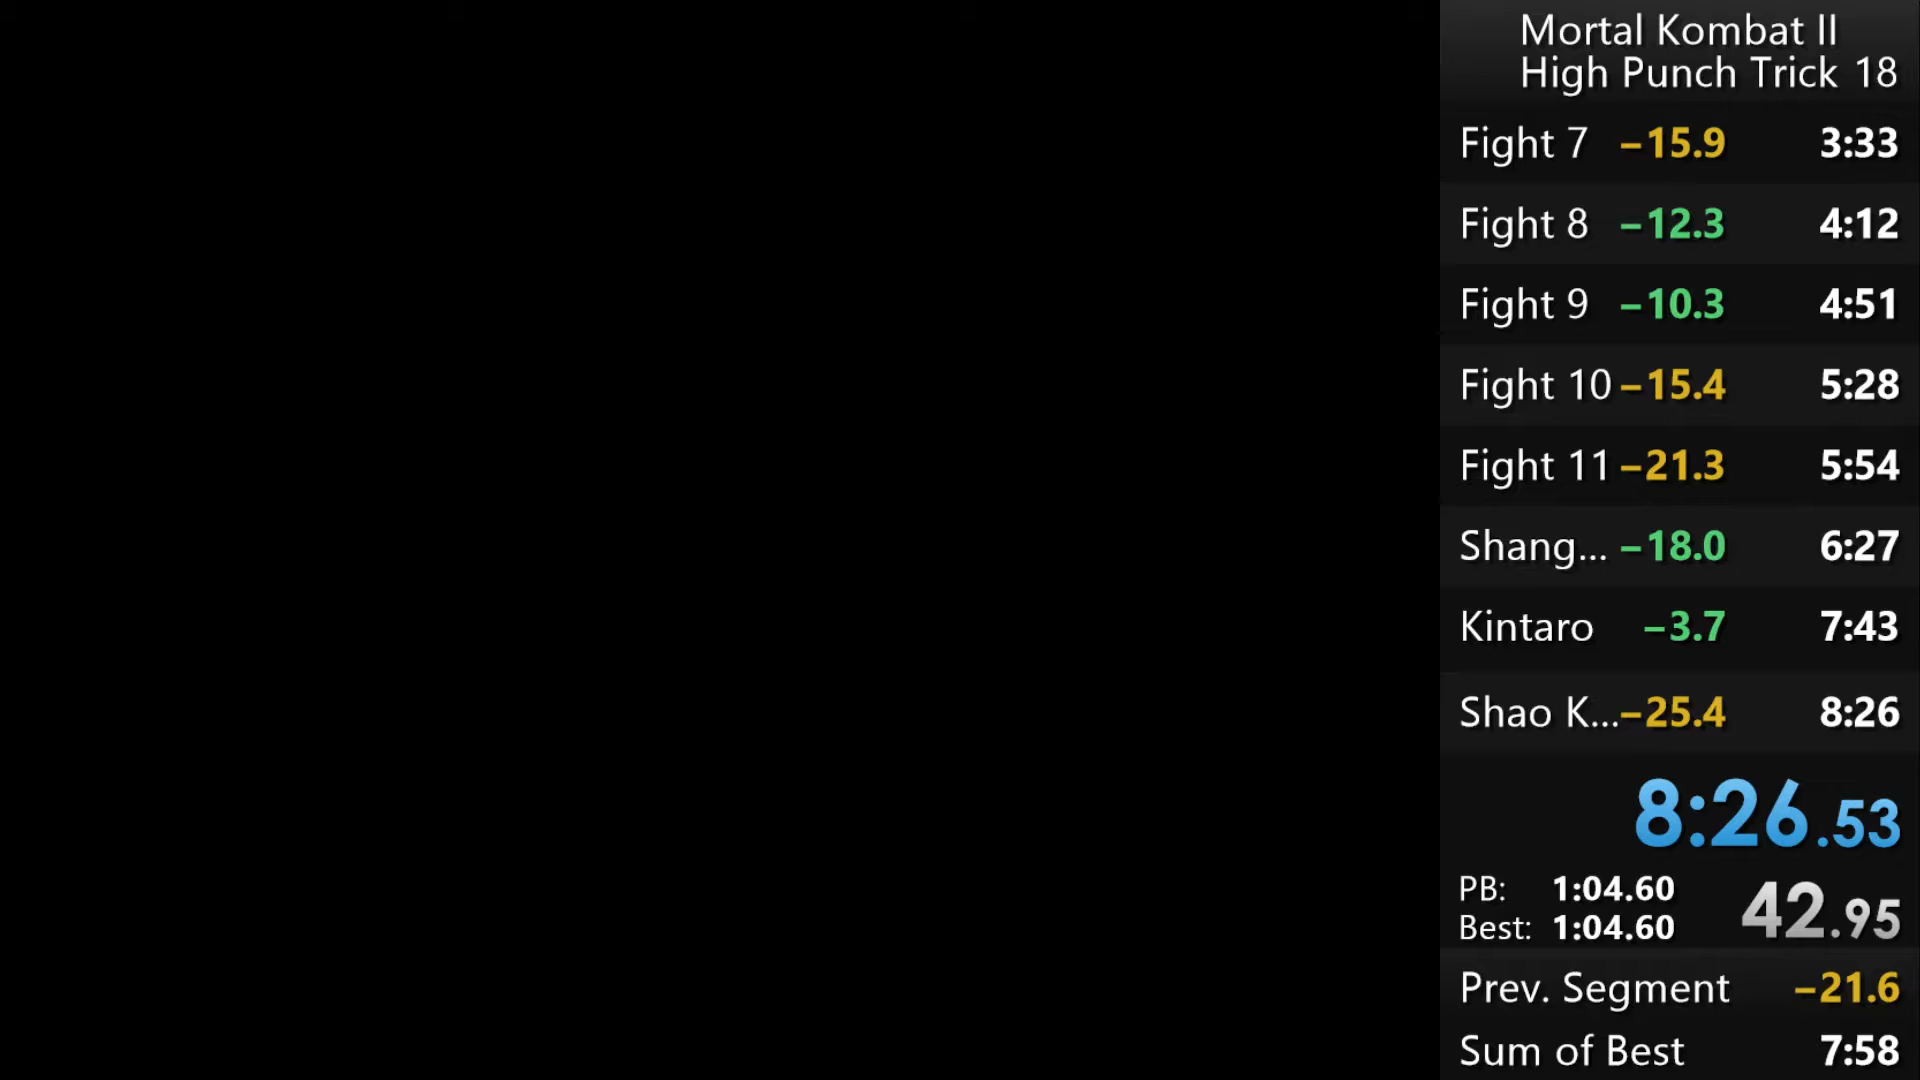 Mortal Kombat II
High Punch Trick 18
Fight 7 −15.9 3:33
Fight 8 −12.3 4:12
Fight 9 −10.3 4:51
Fight 10 −15.4 5:28
Fight 11 −21.3 5:54
Shang... −18.0 6:27
Kintaro −3.7 7:43
Shao K... −25.4 8:26
8:26.53
PB: 1:04.60 42.95
Best: 1:04.60
Prev. Segment −21.6
Sum of Best 7:58